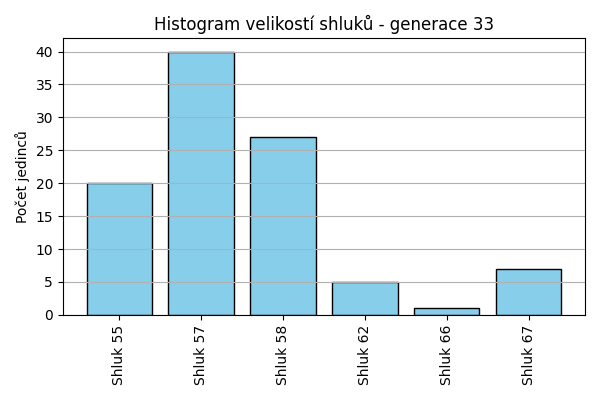 Histogram velikostí shluků - generace 33
Počet jedinců
40
35
30
25
20
15
10
5
0
Shluk 55
Shluk 57
Shluk 58
Shluk 62
Shluk 66
Shluk 67